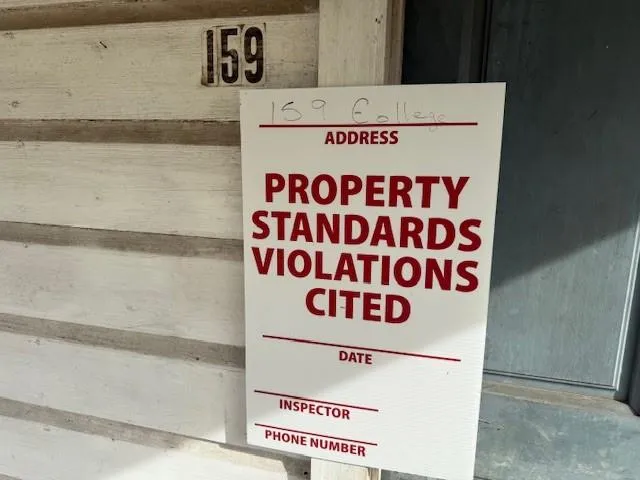 159
159 College
ADDRESS
PROPERTY
STANDARDS
VIOLATIONS
CITED
DATE
INSPECTOR
PHONE NUMBER